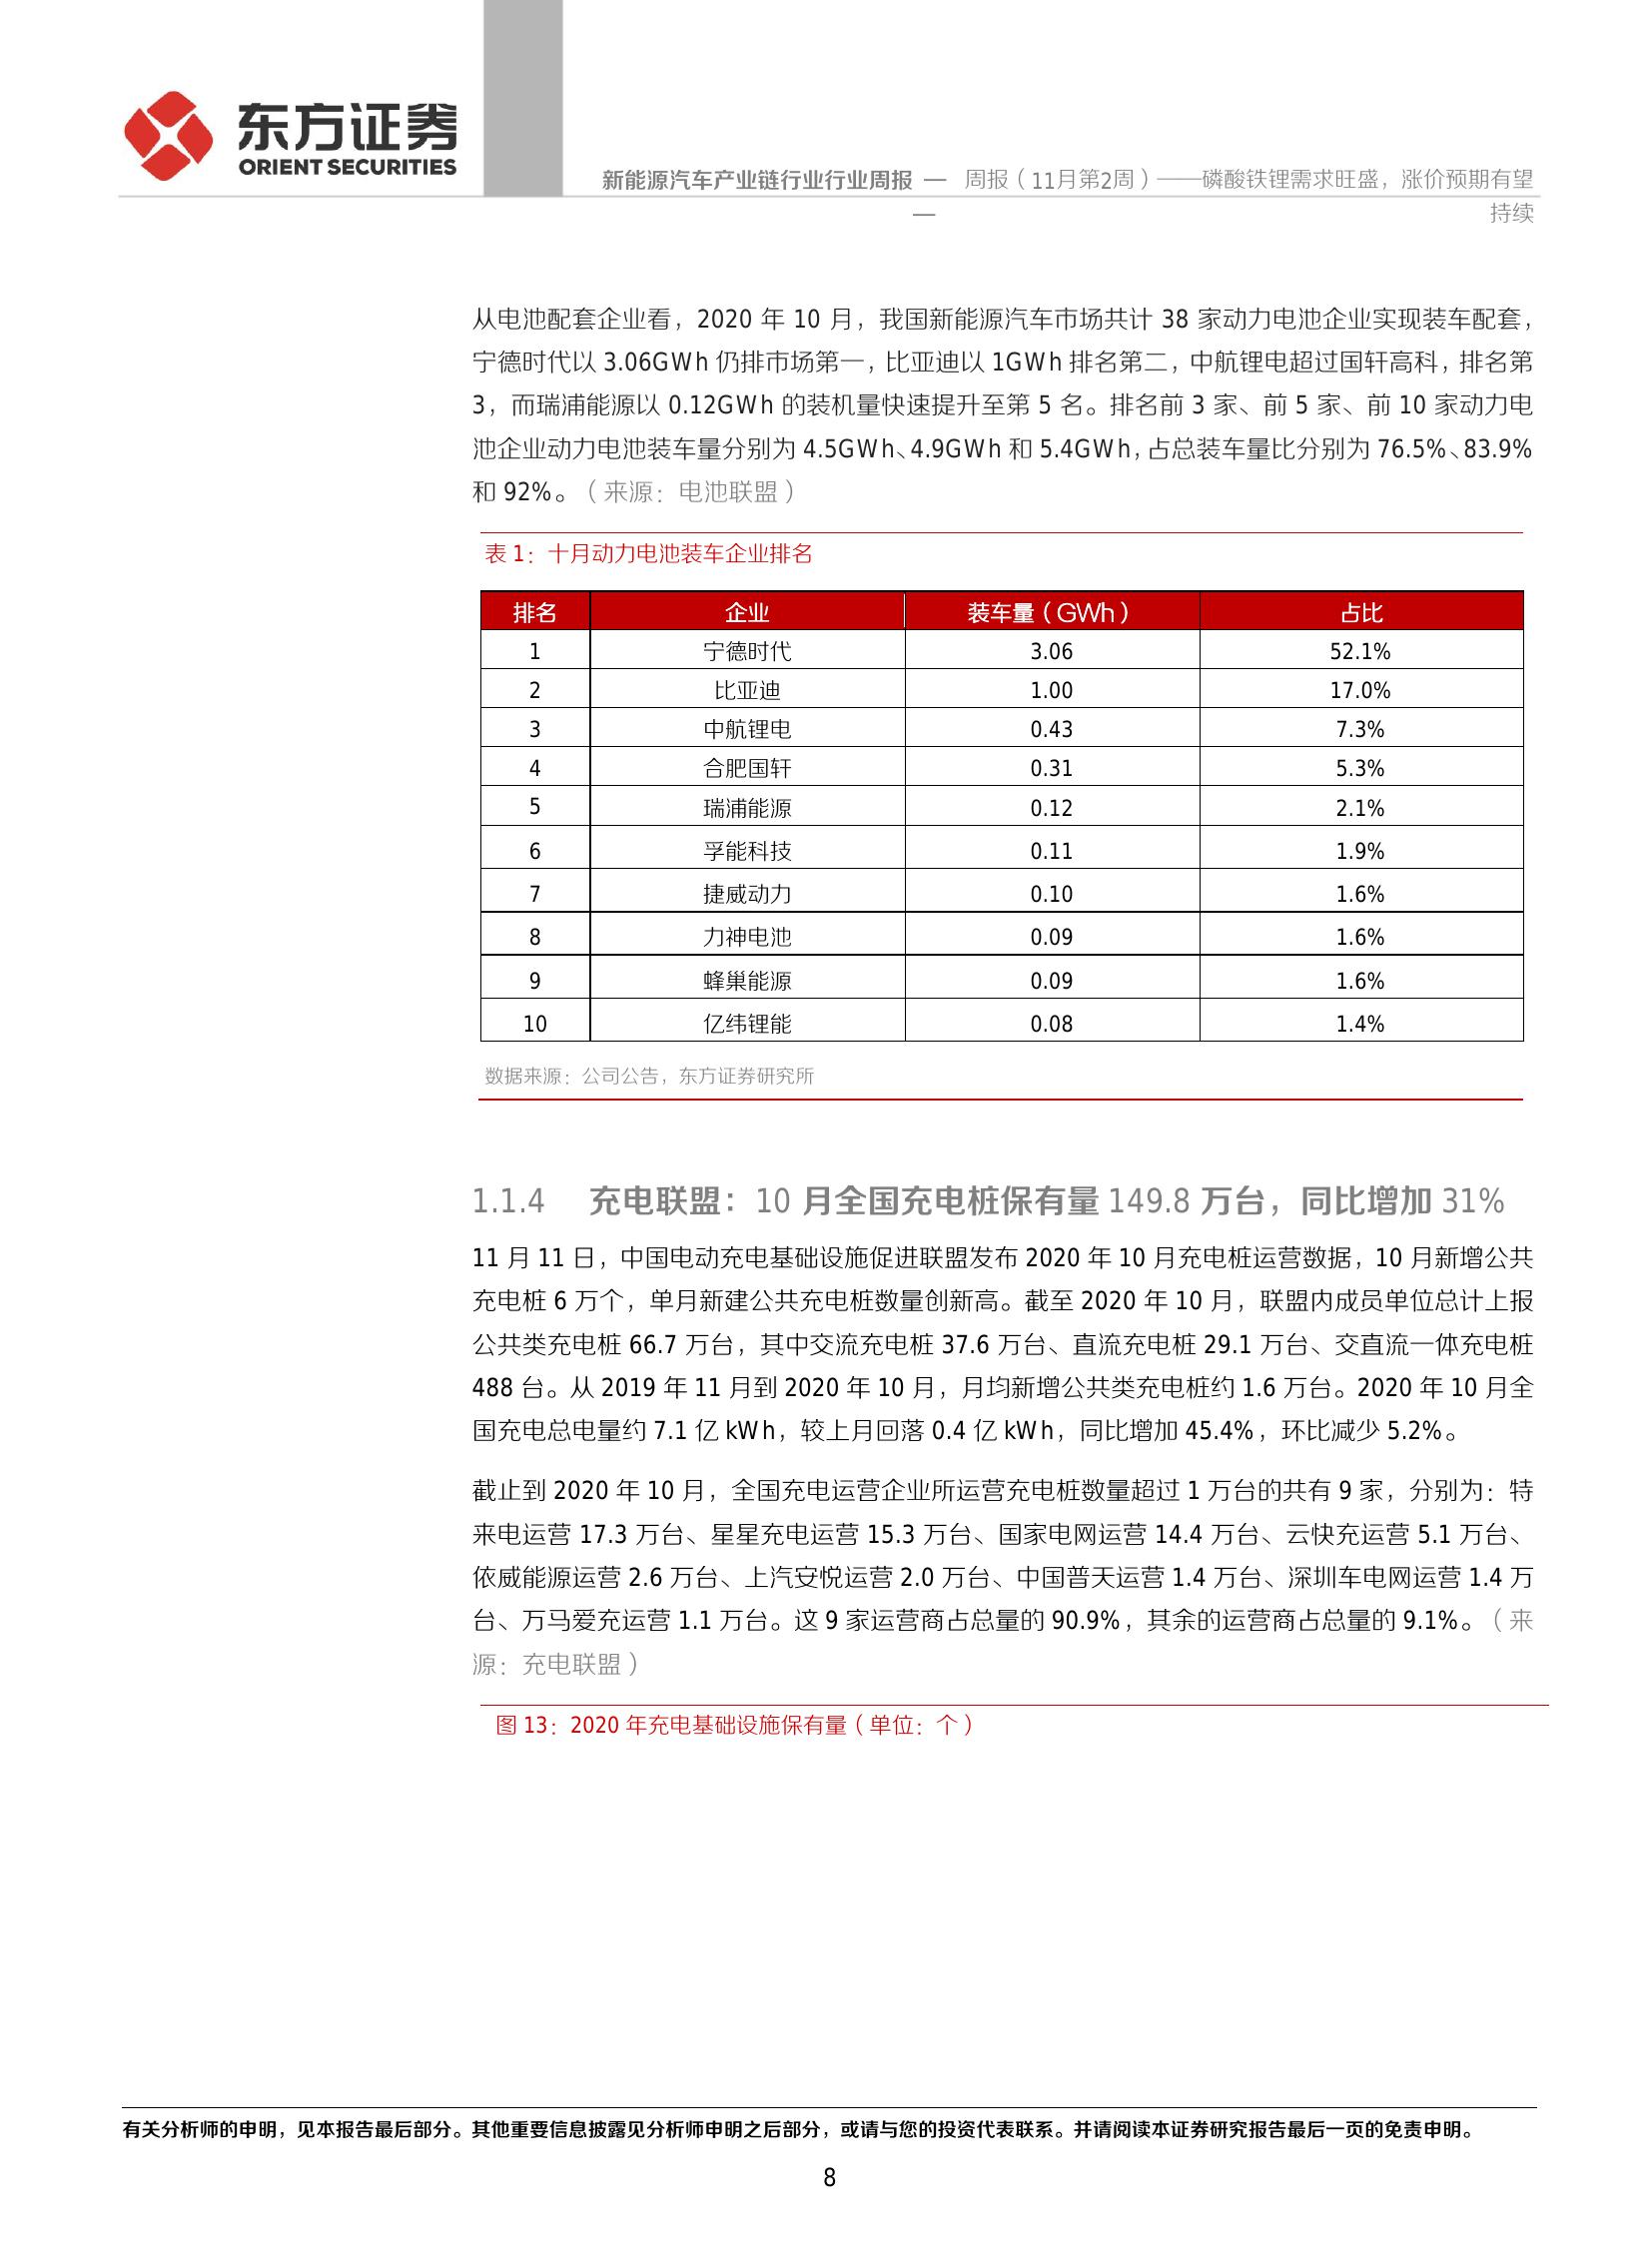 东方证券
ORIENT SECURITIES
新能源汽车产业链行业行业周报 — 周报（11月第2周）——磷酸铁锂需求旺盛，涨价预期有望
— 持续
从电池配套企业看，2020 年 10 月，我国新能源汽车市场共计 38 家动力电池企业实现装车配套，
宁德时代以 3.06GWh 仍排市场第一，比亚迪以 1GWh 排名第二，中航锂电超过国轩高科，排名第
3，而瑞浦能源以 0.12GWh 的装机量快速提升至第 5 名。排名前 3 家、前 5 家、前 10 家动力电
池企业动力电池装车量分别为 4.5GWh、4.9GWh 和 5.4GWh，占总装车量比分别为 76.5%、83.9%
和 92%。（来源：电池联盟）
表 1：十月动力电池装车企业排名
排名 企业 装车量（GWh） 占比
1 宁德时代 3.06 52.1%
2 比亚迪 1.00 17.0%
3 中航锂电 0.43 7.3%
4 合肥国轩 0.31 5.3%
5 瑞浦能源 0.12 2.1%
6 孚能科技 0.11 1.9%
7 捷威动力 0.10 1.6%
8 力神电池 0.09 1.6%
9 蜂巢能源 0.09 1.6%
10 亿纬锂能 0.08 1.4%
数据来源：公司公告，东方证券研究所
1.1.4 充电联盟：10 月全国充电桩保有量 149.8 万台，同比增加 31%
11 月 11 日，中国电动充电基础设施促进联盟发布 2020 年 10 月充电桩运营数据，10 月新增公共
充电桩 6 万个，单月新建公共充电桩数量创新高。截至 2020 年 10 月，联盟内成员单位总计上报
公共类充电桩 66.7 万台，其中交流充电桩 37.6 万台、直流充电桩 29.1 万台、交直流一体充电桩
488 台。从 2019 年 11 月到 2020 年 10 月，月均新增公共类充电桩约 1.6 万台。2020 年 10 月全
国充电总电量约 7.1 亿 kWh，较上月回落 0.4 亿 kWh，同比增加 45.4%，环比减少 5.2%。
截止到 2020 年 10 月，全国充电运营企业所运营充电桩数量超过 1 万台的共有 9 家，分别为：特
来电运营 17.3 万台、星星充电运营 15.3 万台、国家电网运营 14.4 万台、云快充运营 5.1 万台、
依威能源运营 2.6 万台、上汽安悦运营 2.0 万台、中国普天运营 1.4 万台、深圳车电网运营 1.4 万
台、万马爱充运营 1.1 万台。这 9 家运营商占总量的 90.9%，其余的运营商占总量的 9.1%。（来
源：充电联盟）
图 13：2020 年充电基础设施保有量（单位：个）
有关分析师的申明，见本报告最后部分。其他重要信息披露见分析师申明之后部分，或请与您的投资代表联系。并请阅读本证券研究报告最后一页的免责申明。
8